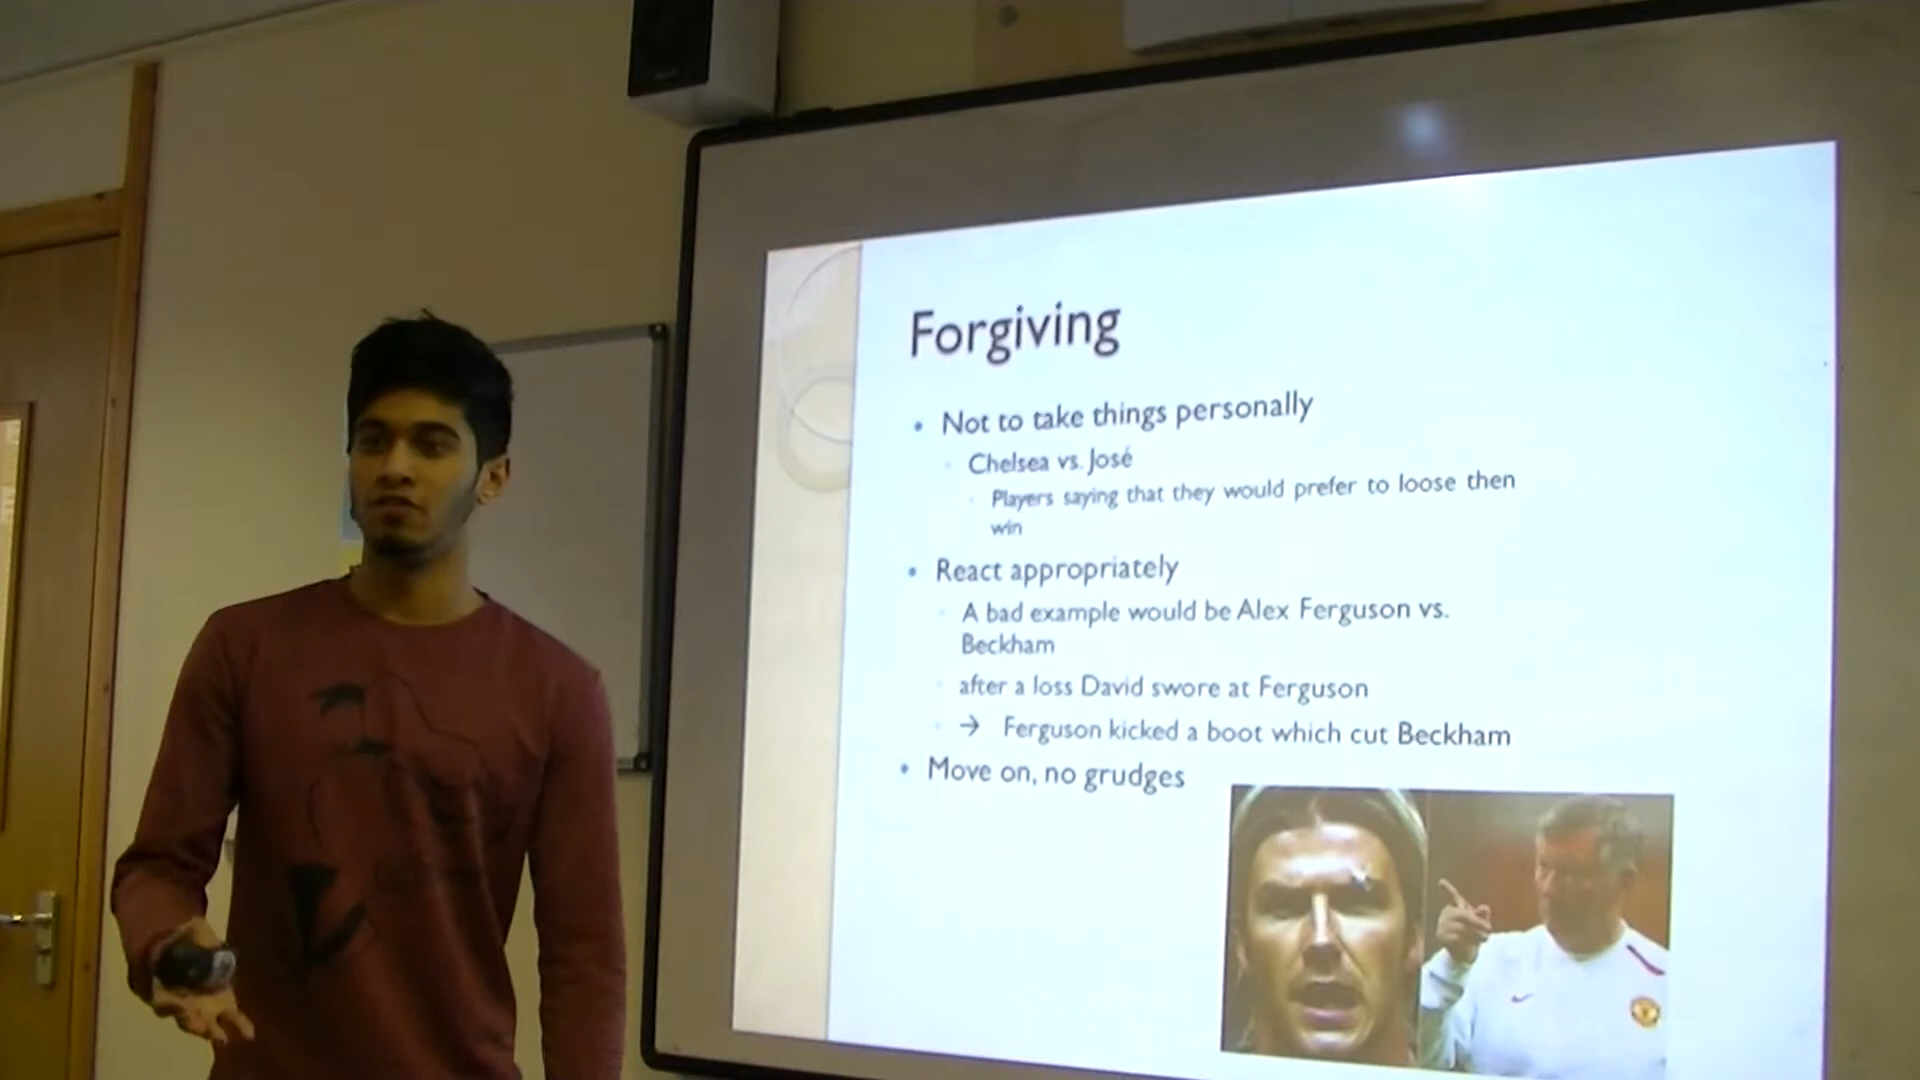 Forgiving
• Not to take things personally
Chelsea vs. José
Players saying that they would prefer to loose then
win
• React appropriately
A bad example would be Alex Ferguson vs.
Beckham
after a loss David swore at Ferguson
→ Ferguson kicked a boot which cut Beckham
• Move on, no grudges